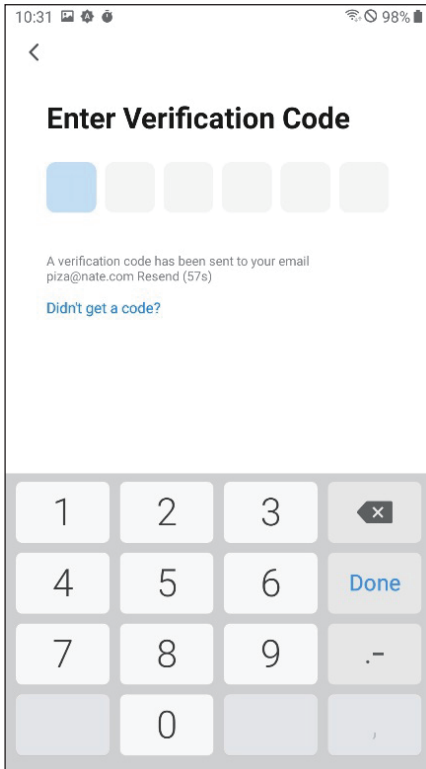 10:31 98%
Enter Verification Code
A verification code has been sent to your email
piza@nate.com Resend (57s)
Didn't get a code?
1 2 3
4 5 6 Done
7 8 9 .-
0 ,